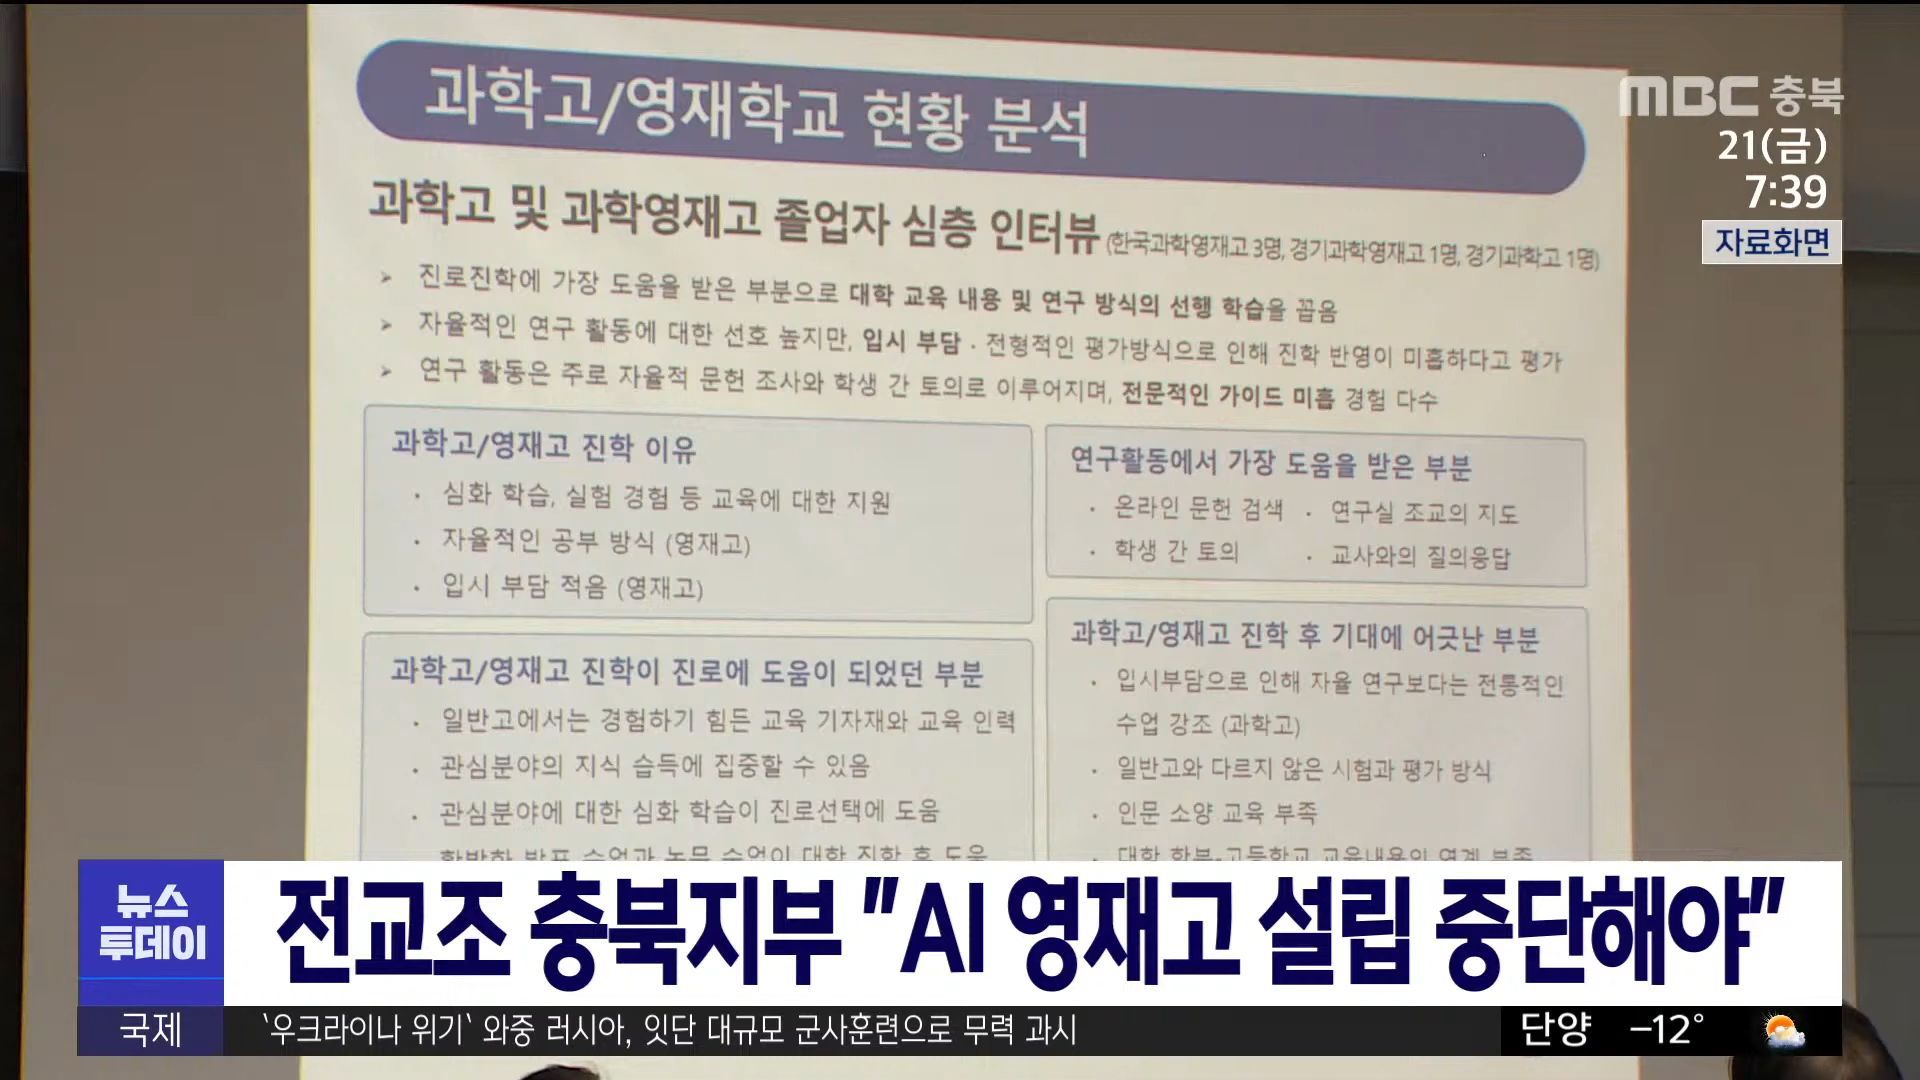 과학고/영재학교 현황 분석
MBC 충북
21(금)
7:39
자료화면
과학고 및 과학영재고 졸업자 심층 인터뷰 (한국과학영재고 3명, 경기과학영재고 1명, 경기과학고 1명)
➢ 진로진학에 가장 도움을 받은 부분으로 대학 교육 내용 및 연구 방식의 선행 학습을 꼽음
➢ 자율적인 연구 활동에 대한 선호 높지만, 입시 부담 · 전형적인 평가방식으로 인해 진학 반영이 미흡하다고 평가
➢ 연구 활동은 주로 자율적 문헌 조사와 학생 간 토의로 이루어지며, 전문적인 가이드 미흡 경험 다수
과학고/영재고 진학 이유
· 심화 학습, 실험 경험 등 교육에 대한 지원
· 자율적인 공부 방식 (영재고)
· 입시 부담 적음 (영재고)
연구활동에서 가장 도움을 받은 부분
· 온라인 문헌 검색 · 연구실 조교의 지도
· 학생 간 토의 · 교사와의 질의응답
과학고/영재고 진학이 진로에 도움이 되었던 부분
· 일반고에서는 경험하기 힘든 교육 기자재와 교육 인력
· 관심분야의 지식 습득에 집중할 수 있음
· 관심분야에 대한 심화 학습이 진로선택에 도움
과학고/영재고 진학 후 기대에 어긋난 부분
· 입시부담으로 인해 자율 연구보다는 전통적인
수업 강조 (과학고)
· 일반고와 다르지 않은 시험과 평가 방식
· 인문 소양 교육 부족
뉴스
투데이
전교조 충북지부 "AI 영재고 설립 중단해야"
국제 '우크라이나 위기' 와중 러시아, 잇단 대규모 군사훈련으로 무력 과시
단양 -12°